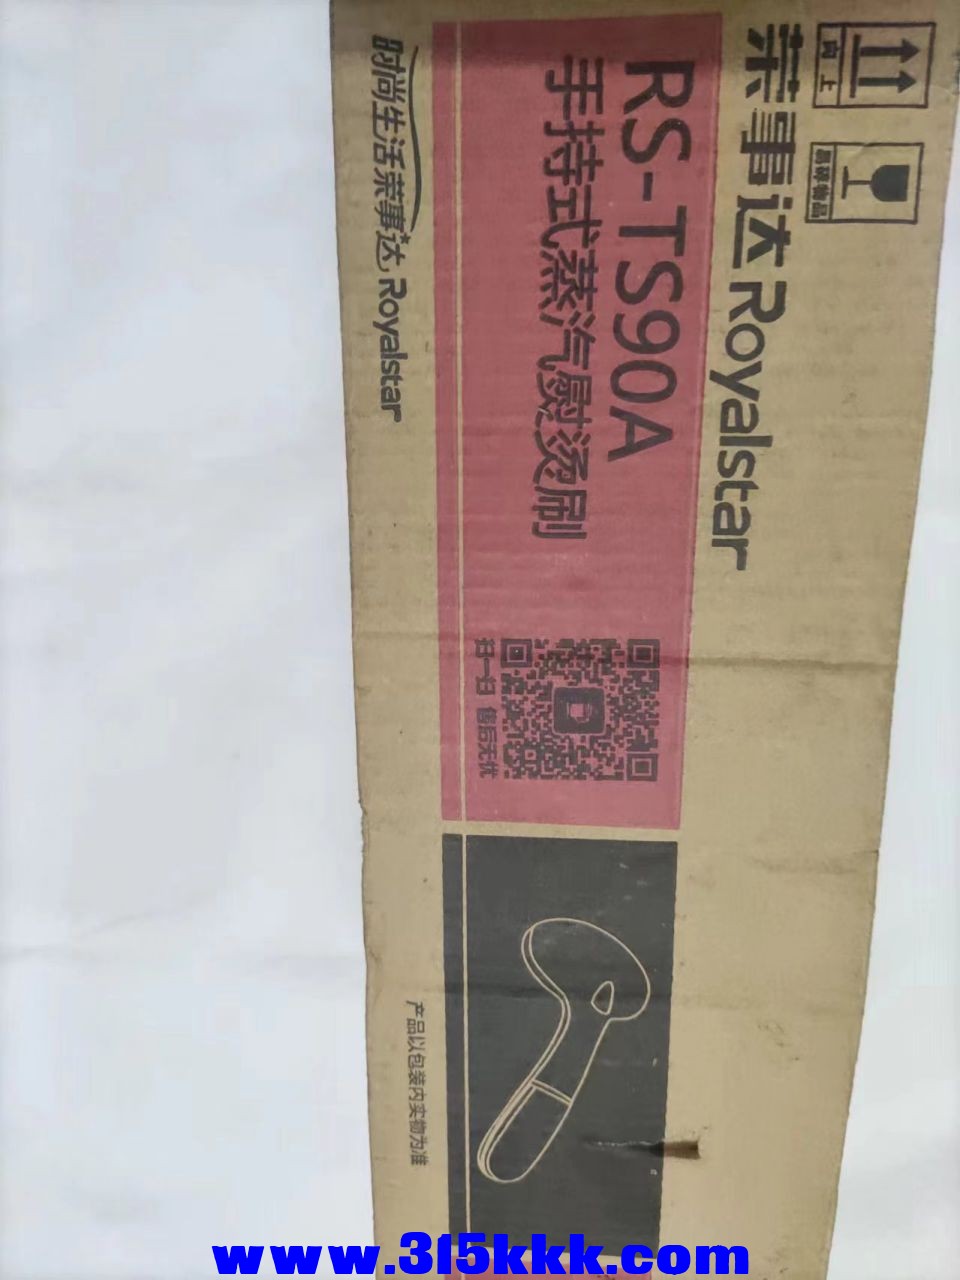 向上
易碎物品
荣事达 Royalstar
RS-TS90A
手持式蒸汽熨烫刷
扫一扫 售后无忧
时尚生活荣事达 Royalstar
产品以包装内实物为准
www.315kkk.com